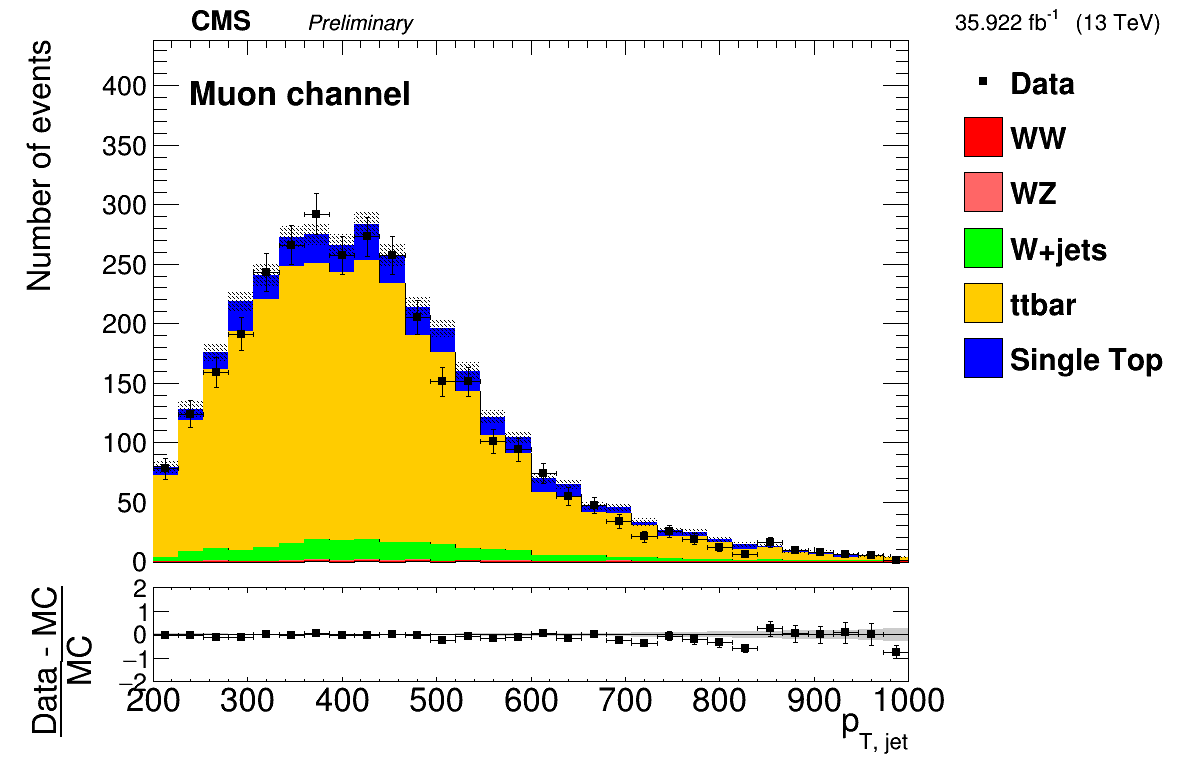 CMS Preliminary 35.922 fb-1 (13 TeV)
Number of events
Muon channel
400
350
300
250
200
150
100
50
0
Data
WW
WZ
W+jets
ttbar
Single Top
Data - MC
MC
2
1
0
−1
−2
200 300 400 500 600 700 800 900 1000
pT, jet